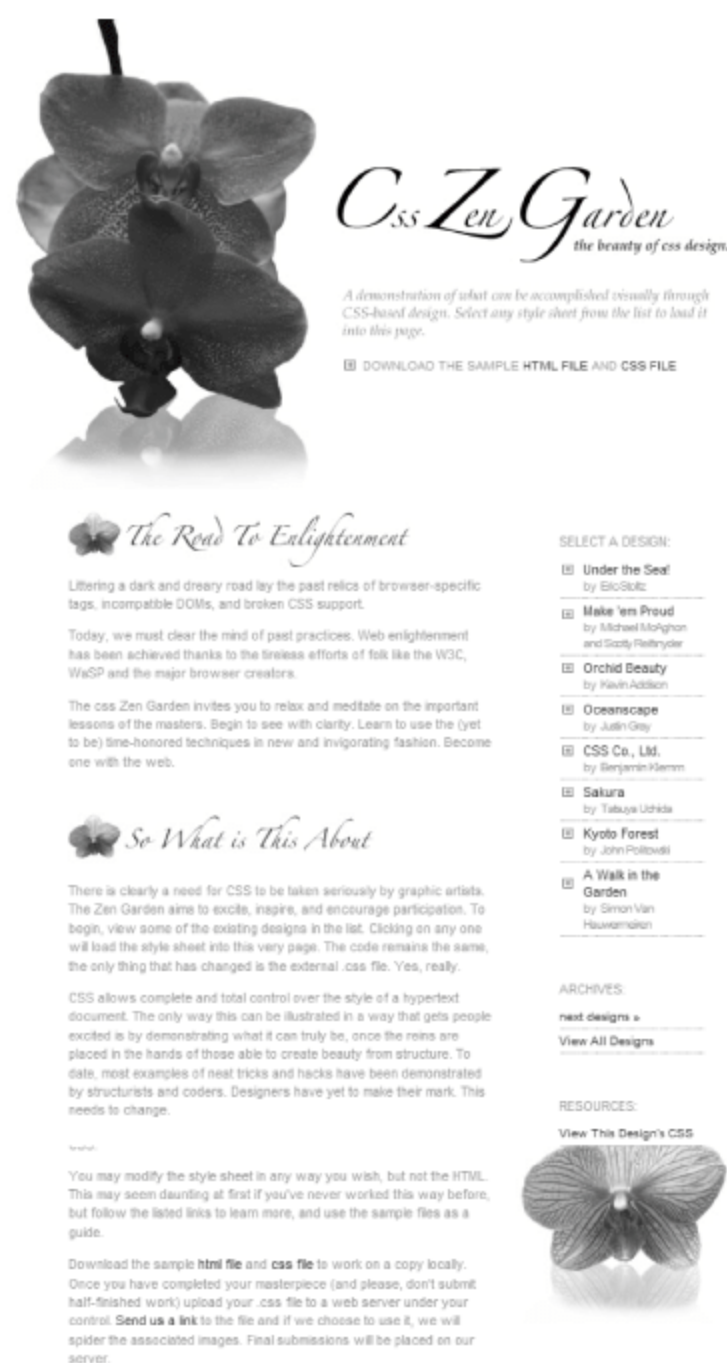 Css Zen Garden
the beauty of css design
A demonstration of what can be accomplished visually through
CSS-based design. Select any style sheet from the list to load it
into this page.
DOWNLOAD THE SAMPLE HTML FILE AND CSS FILE
The Road To Enlightenment
Littering a dark and dreary road lay the past relics of browser-specific
tags, incompatible DOMs, and broken CSS support.
Today, we must clear the mind of past practices. Web enlightenment
has been achieved thanks to the tireless efforts of folk like the W3C,
WaSP and the major browser creators.
The css Zen Garden invites you to relax and meditate on the important
lessons of the masters. Begin to see with clarity. Learn to use the (yet
to be) time-honored techniques in new and invigorating fashion. Become
one with the web.
So What is This About
There is clearly a need for CSS to be taken seriously by graphic artists.
The Zen Garden aims to excite, inspire, and encourage participation. To
begin, view some of the existing designs in the list. Clicking on any one
will load the style sheet into this very page. The code remains the same,
the only thing that has changed is the external .css file. Yes, really.
CSS allows complete and total control over the style of a hypertext
document. The only way this can be illustrated in a way that gets people
excited is by demonstrating what it can truly be, once the reins are
placed in the hands of those able to create beauty from structure. To
date, most examples of neat tricks and hacks have been demonstrated
by structurists and coders. Designers have yet to make their mark. This
needs to change.
You may modify the style sheet in any way you wish, but not the HTML.
This may seem daunting at first if you've never worked this way before,
but follow the listed links to learn more, and use the sample files as a
guide.
Download the sample html file and css file to work on a copy locally.
Once you have completed your masterpiece (and please, don't submit
half-finished work) upload your .css file to a web server under your
control. Send us a link to the file and if we choose to use it, we will
spider the associated images. Final submissions will be placed on our
server.
SELECT A DESIGN:
Under the Sea!
by Eric Stoltz
Make 'em Proud
by Michael McAghon
and Scotty Reifsnyder
Orchid Beauty
by Kevin Addison
Oceanscape
by Justin Gray
CSS Co., Ltd.
by Benjamin Klemm
Sakura
by Tatsuya Uchida
Kyoto Forest
by John Politowski
A Walk in the
Garden
by Simon Van
Hauwermeiren
ARCHIVES:
next designs »
View All Designs
RESOURCES:
View This Design's CSS